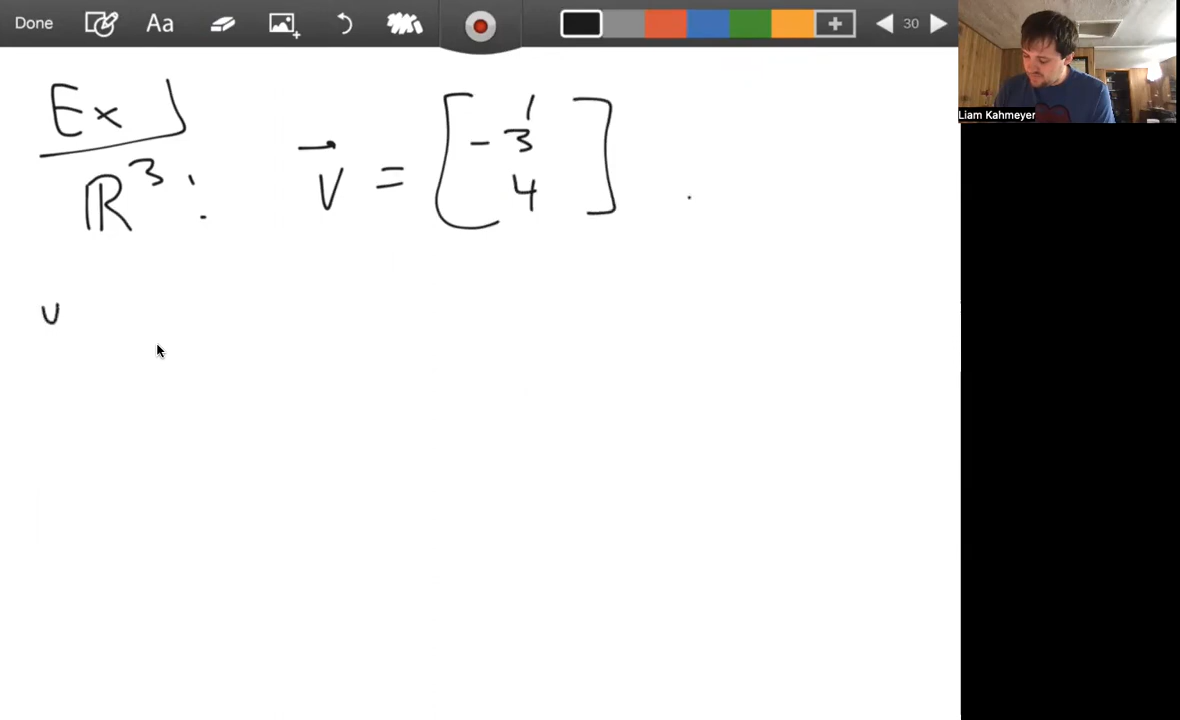 Done Aa + 30
Liam Kahmeyer
Ex
ℝ³: v⃗ = [1
-3
4] .
u